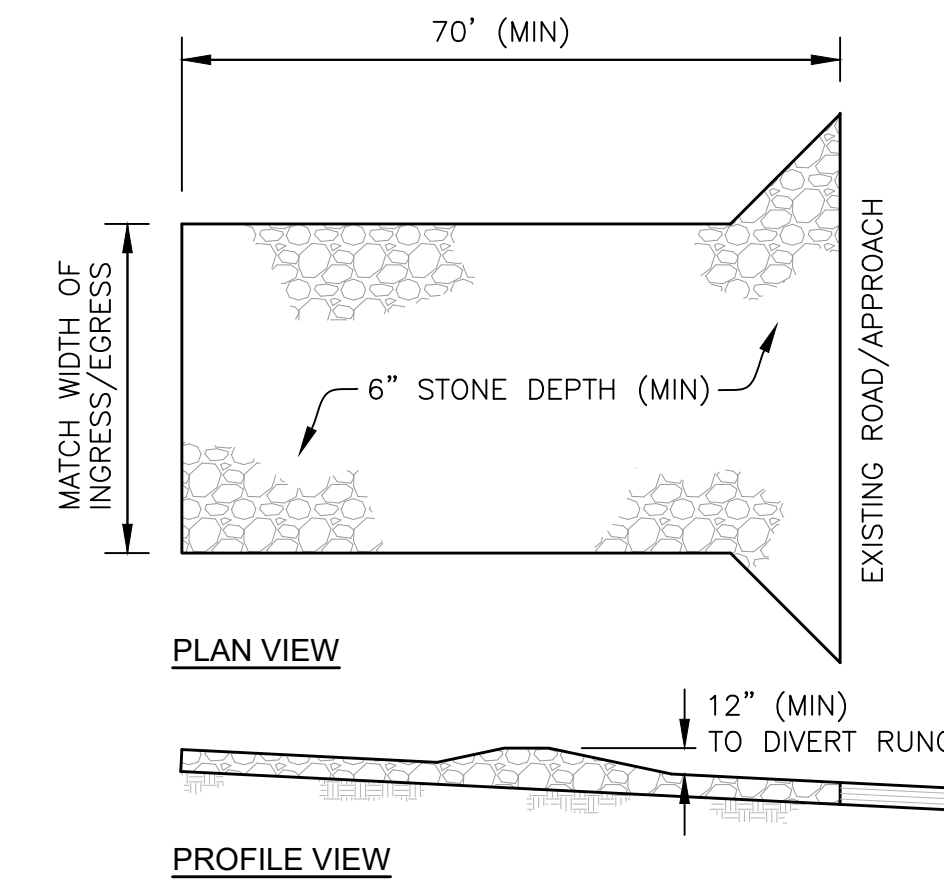 70' (MIN)
MATCH WIDTH OF
INGRESS/EGRESS
6” STONE DEPTH (MIN)
EXISTING ROAD/APPROACH
PLAN VIEW
12” (MIN)
TO DIVERT
PROFILE VIEW